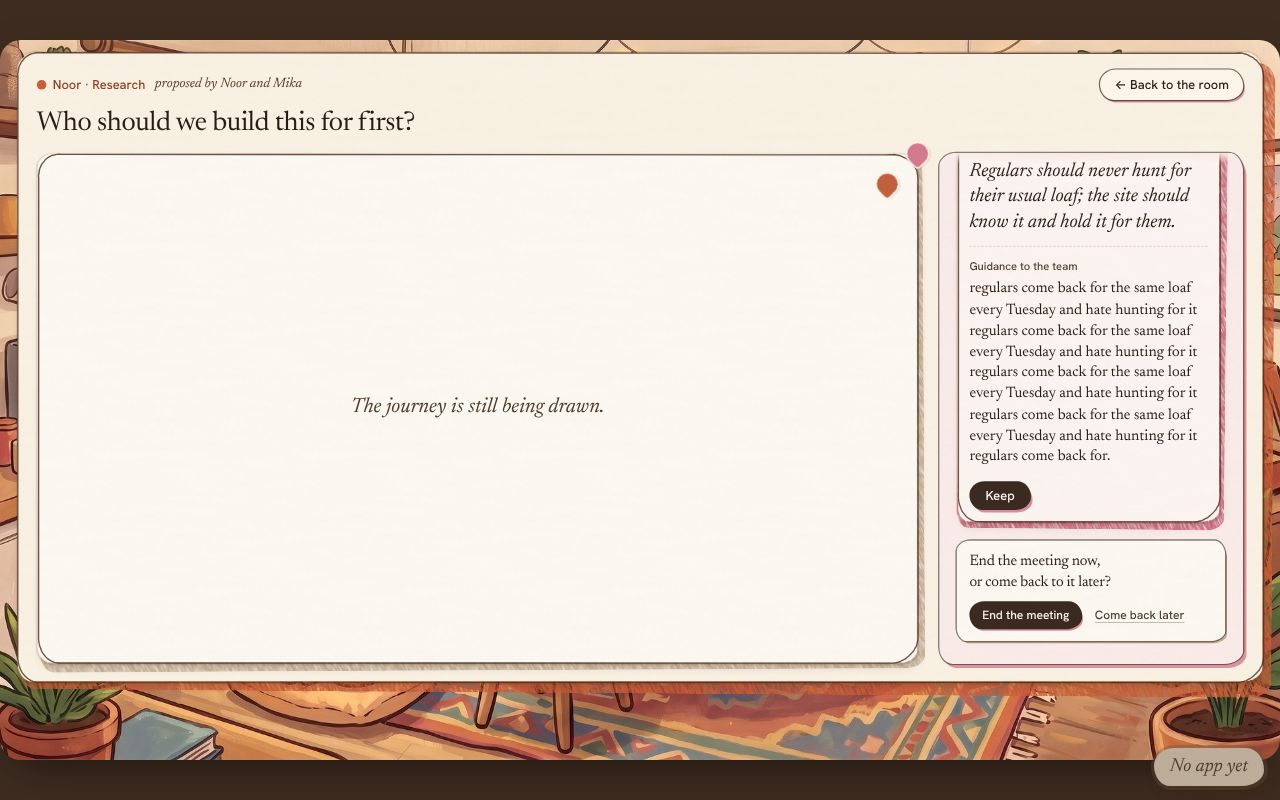 Noor · Research proposed by Noor and Mika
← Back to the room
Who should we build this for first?
The journey is still being drawn.
Regulars should never hunt for
their usual loaf; the site should
know it and hold it for them.
Guidance to the team
regulars come back for the same loaf
every Tuesday and hate hunting for it
regulars come back for the same loaf
every Tuesday and hate hunting for it
regulars come back for the same loaf
every Tuesday and hate hunting for it
regulars come back for the same loaf
every Tuesday and hate hunting for it
regulars come back for.
Keep
End the meeting now,
or come back to it later?
End the meeting Come back later
No app yet